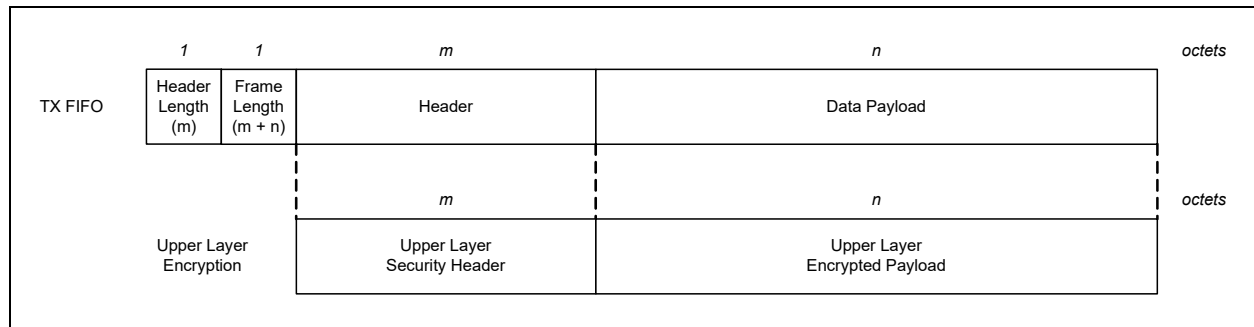 1 1 m n octets
TX FIFO
Header
Length
(m)
Frame
Length
(m + n)
Header
Data Payload
m n octets
Upper Layer
Encryption
Upper Layer
Security Header
Upper Layer
Encrypted Payload